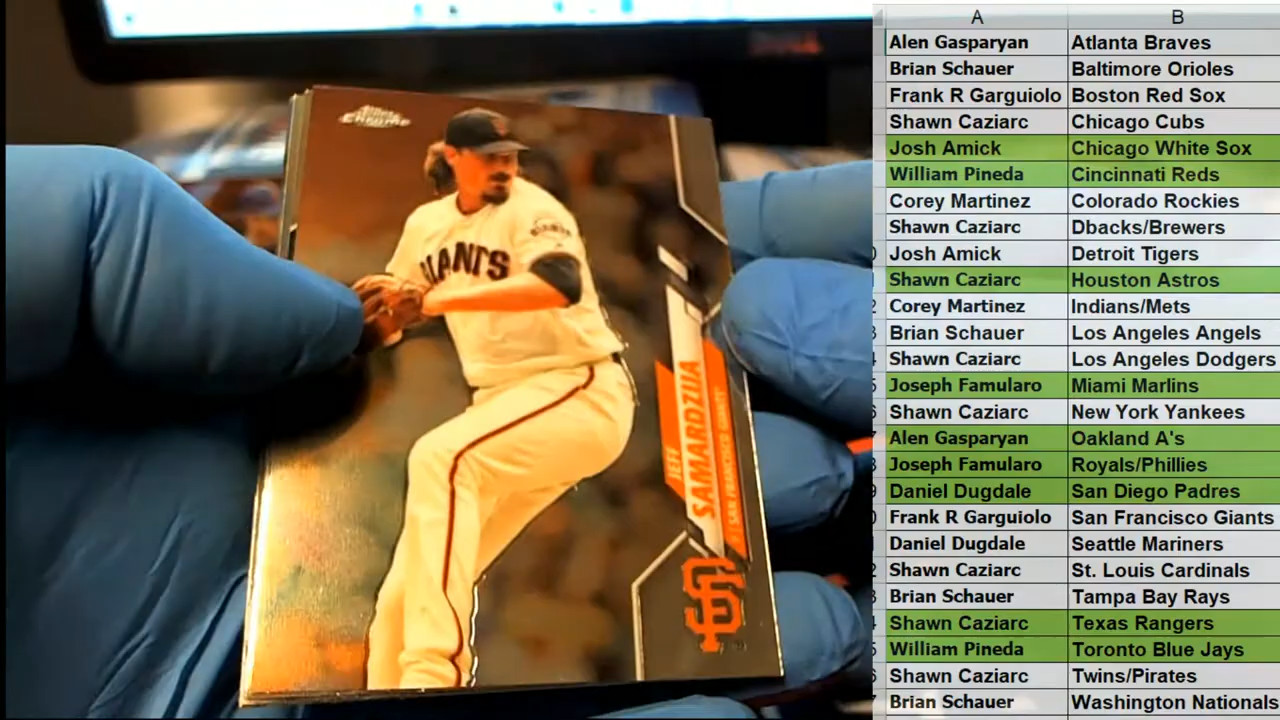 DELL
Topps
CHROME
GIANTS
JEFF
SAMARDZIJA
SAN FRANCISCO GIANTS
SF
A B
Alen Gasparyan Atlanta Braves
Brian Schauer Baltimore Orioles
Frank R Garguiolo Boston Red Sox
Shawn Caziarc Chicago Cubs
Josh Amick Chicago White Sox
William Pineda Cincinnati Reds
Corey Martinez Colorado Rockies
Shawn Caziarc Dbacks/Brewers
Josh Amick Detroit Tigers
Shawn Caziarc Houston Astros
Corey Martinez Indians/Mets
Brian Schauer Los Angeles Angels
Shawn Caziarc Los Angeles Dodgers
Joseph Famularo Miami Marlins
Shawn Caziarc New York Yankees
Alen Gasparyan Oakland A's
Joseph Famularo Royals/Phillies
Daniel Dugdale San Diego Padres
Frank R Garguiolo San Francisco Giants
Daniel Dugdale Seattle Mariners
Shawn Caziarc St. Louis Cardinals
Brian Schauer Tampa Bay Rays
Shawn Caziarc Texas Rangers
William Pineda Toronto Blue Jays
Shawn Caziarc Twins/Pirates
Brian Schauer Washington Nationals